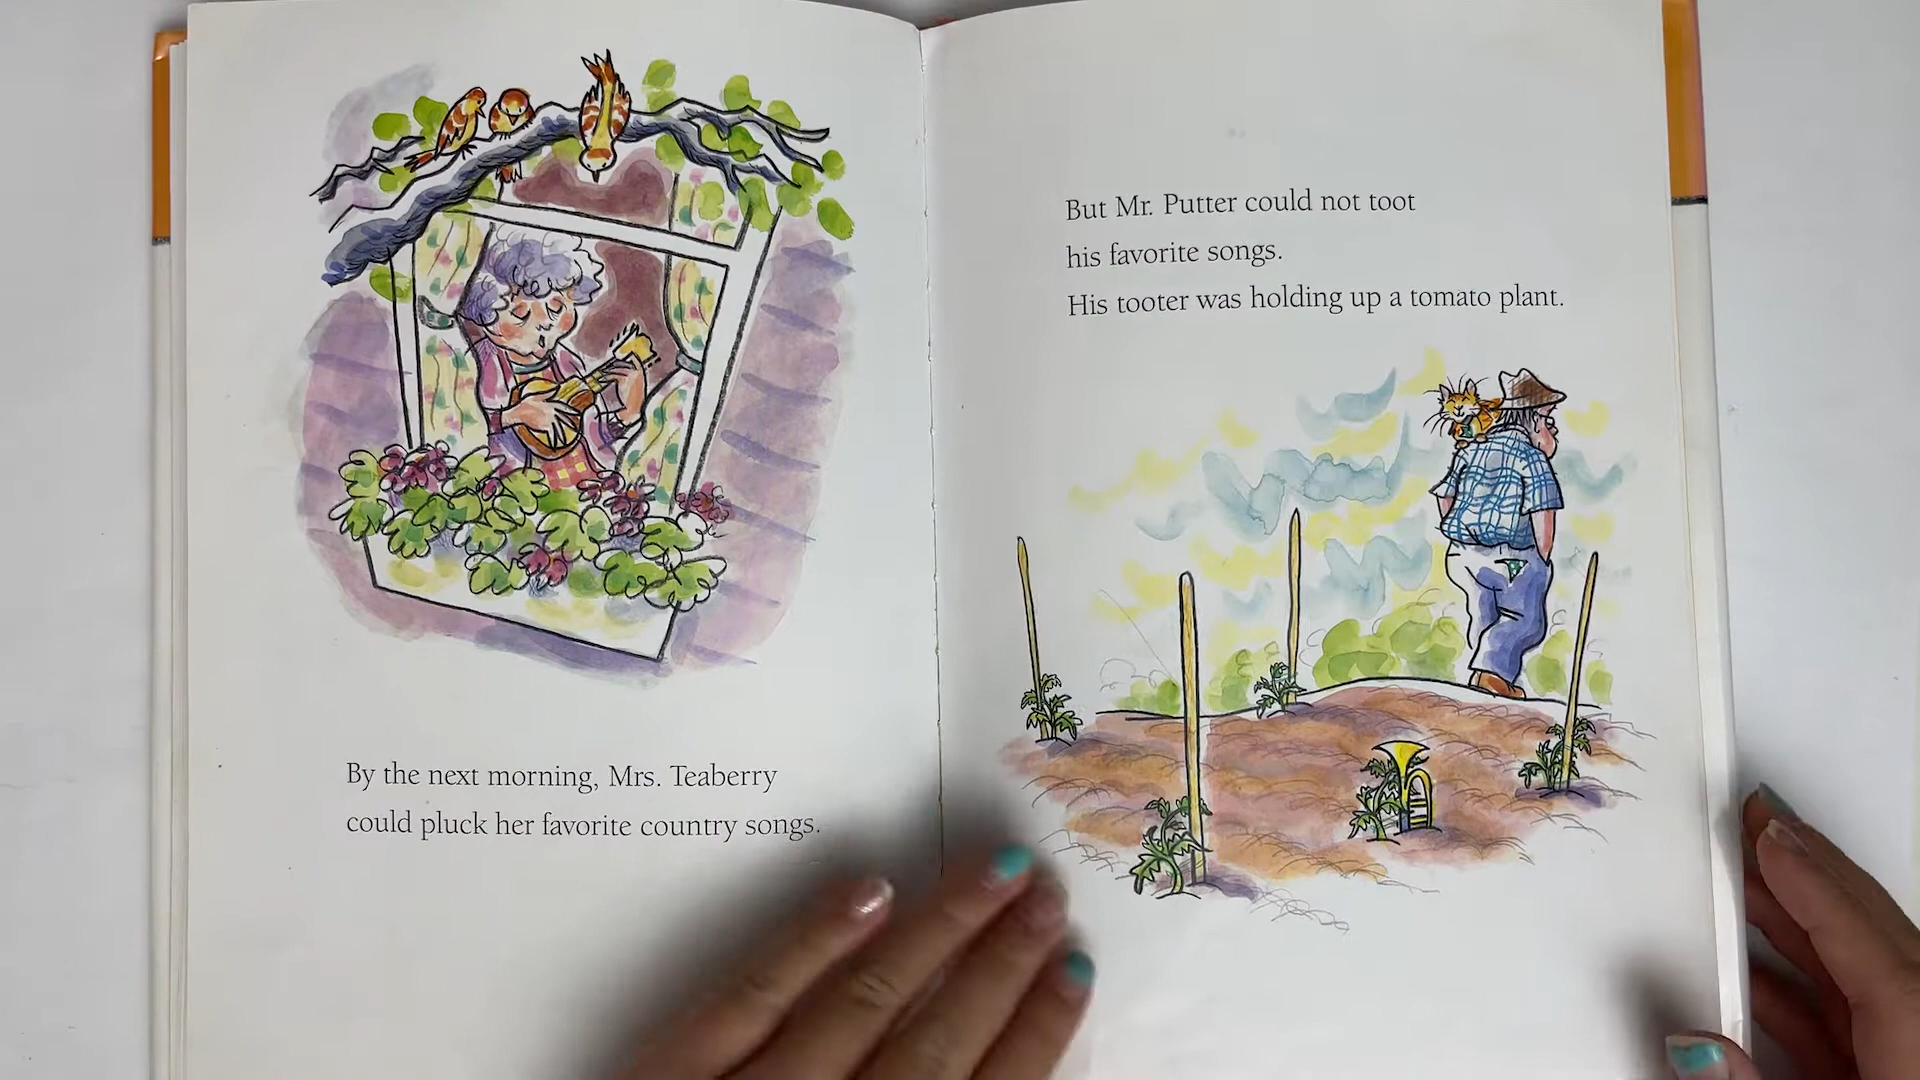 By the next morning, Mrs. Teaberry
could pluck her favorite country songs.
But Mr. Putter could not toot
his favorite songs.
His tooter was holding up a tomato plant.